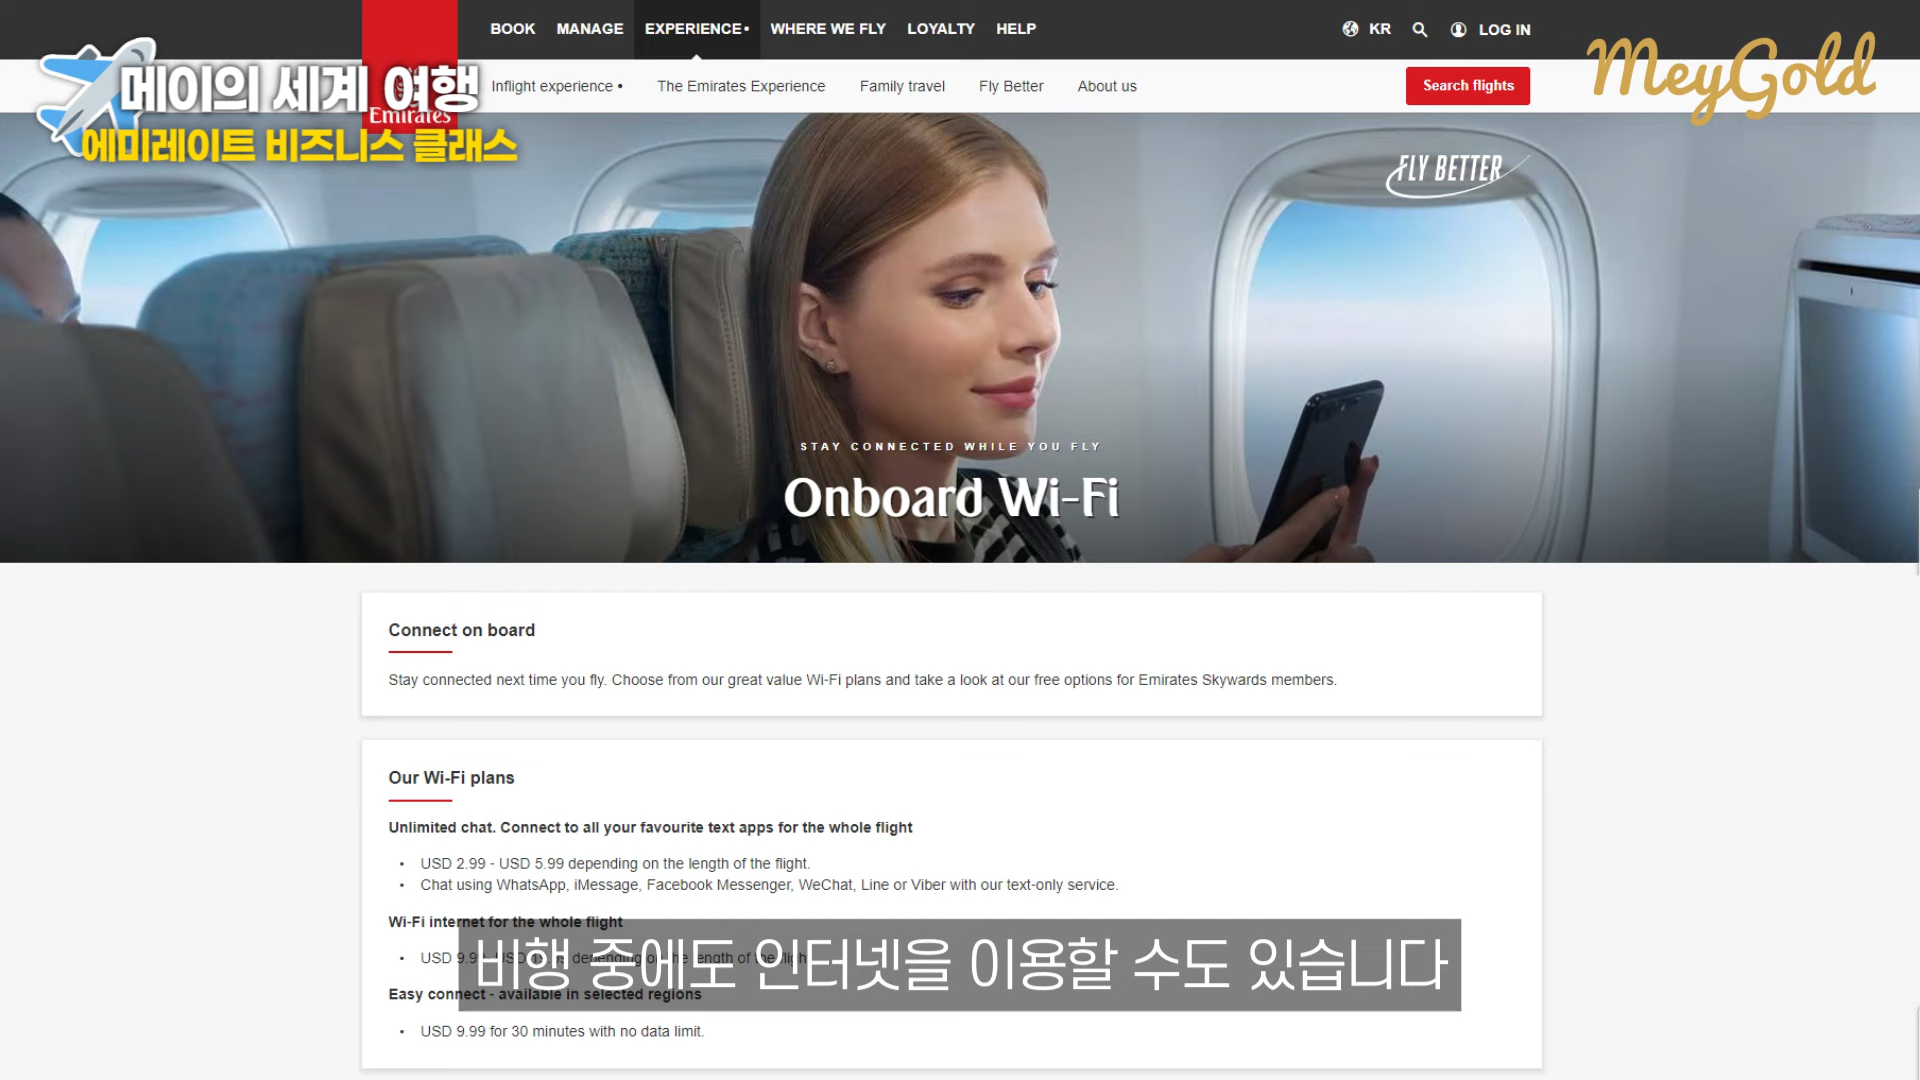 BOOK MANAGE EXPERIENCE• WHERE WE FLY LOYALTY HELP KR LOG IN
메이의 세계 여행
에미레이트 비즈니스 클래스
Emirates
Inflight experience • The Emirates Experience Family travel Fly Better About us Search flights
MeyGold
FLY BETTER
STAY CONNECTED WHILE YOU FLY
Onboard Wi-Fi
Connect on board
Stay connected next time you fly. Choose from our great value Wi-Fi plans and take a look at our free options for Emirates Skywards members.
Our Wi-Fi plans
Unlimited chat. Connect to all your favourite text apps for the whole flight
• USD 2.99 - USD 5.99 depending on the length of the flight.
• Chat using WhatsApp, iMessage, Facebook Messenger, WeChat, Line or Viber with our text-only service.
Wi-Fi internet for the whole flight
• USD depending on the length of the
비행 중에도 인터넷을 이용할 수도 있습니다
Easy connect - available in selected regions
• USD 9.99 for 30 minutes with no data limit.